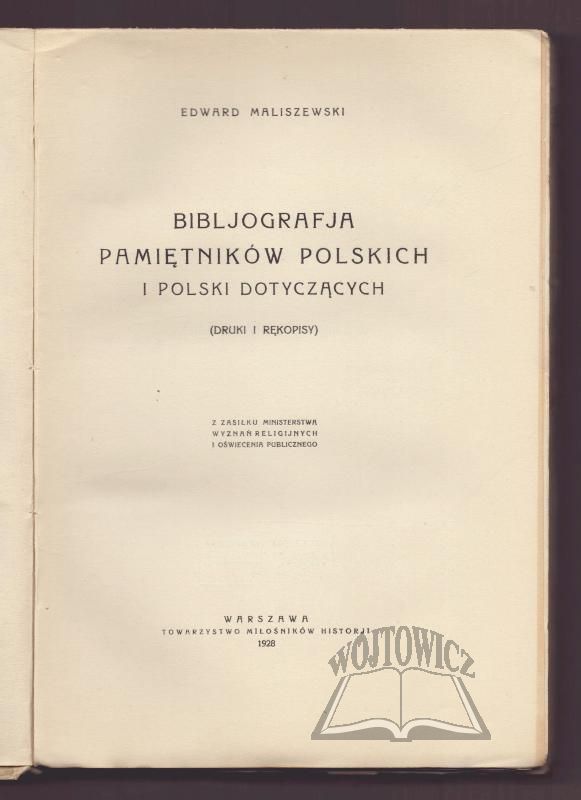 EDWARD MALISZEWSKI
BIBLJOGRAFJA
PAMIĘTNIKÓW POLSKICH
I POLSKI DOTYCZĄCYCH
(DRUKI I RĘKOPISY)
Z ZASIŁKU MINISTERSTWA
WYZNAŃ RELIGIJNYCH
I OŚWIECENIA PUBLICZNEGO
WARSZAWA
TOWARZYSTWO MIŁOŚNIKÓW HISTORJI
1928
WÓJTOWICZ